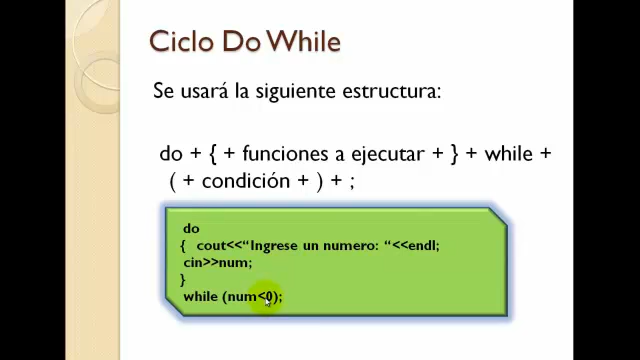 Ciclo Do While
Se usará la siguiente estructura:
do + { + funciones a ejecutar + } + while +
( + condición + ) + ;
do
{ cout<<“Ingrese un numero: “<<endl;
cin>>num;
}
while (num<0);